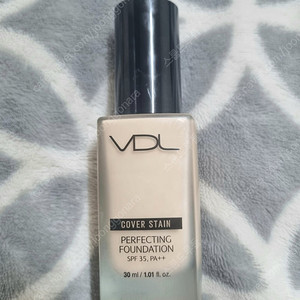 VDL
COVER STAIN
PERFECTING
FOUNDATION
SPF 35, PA++
30 ml / 1.01 fl. oz.